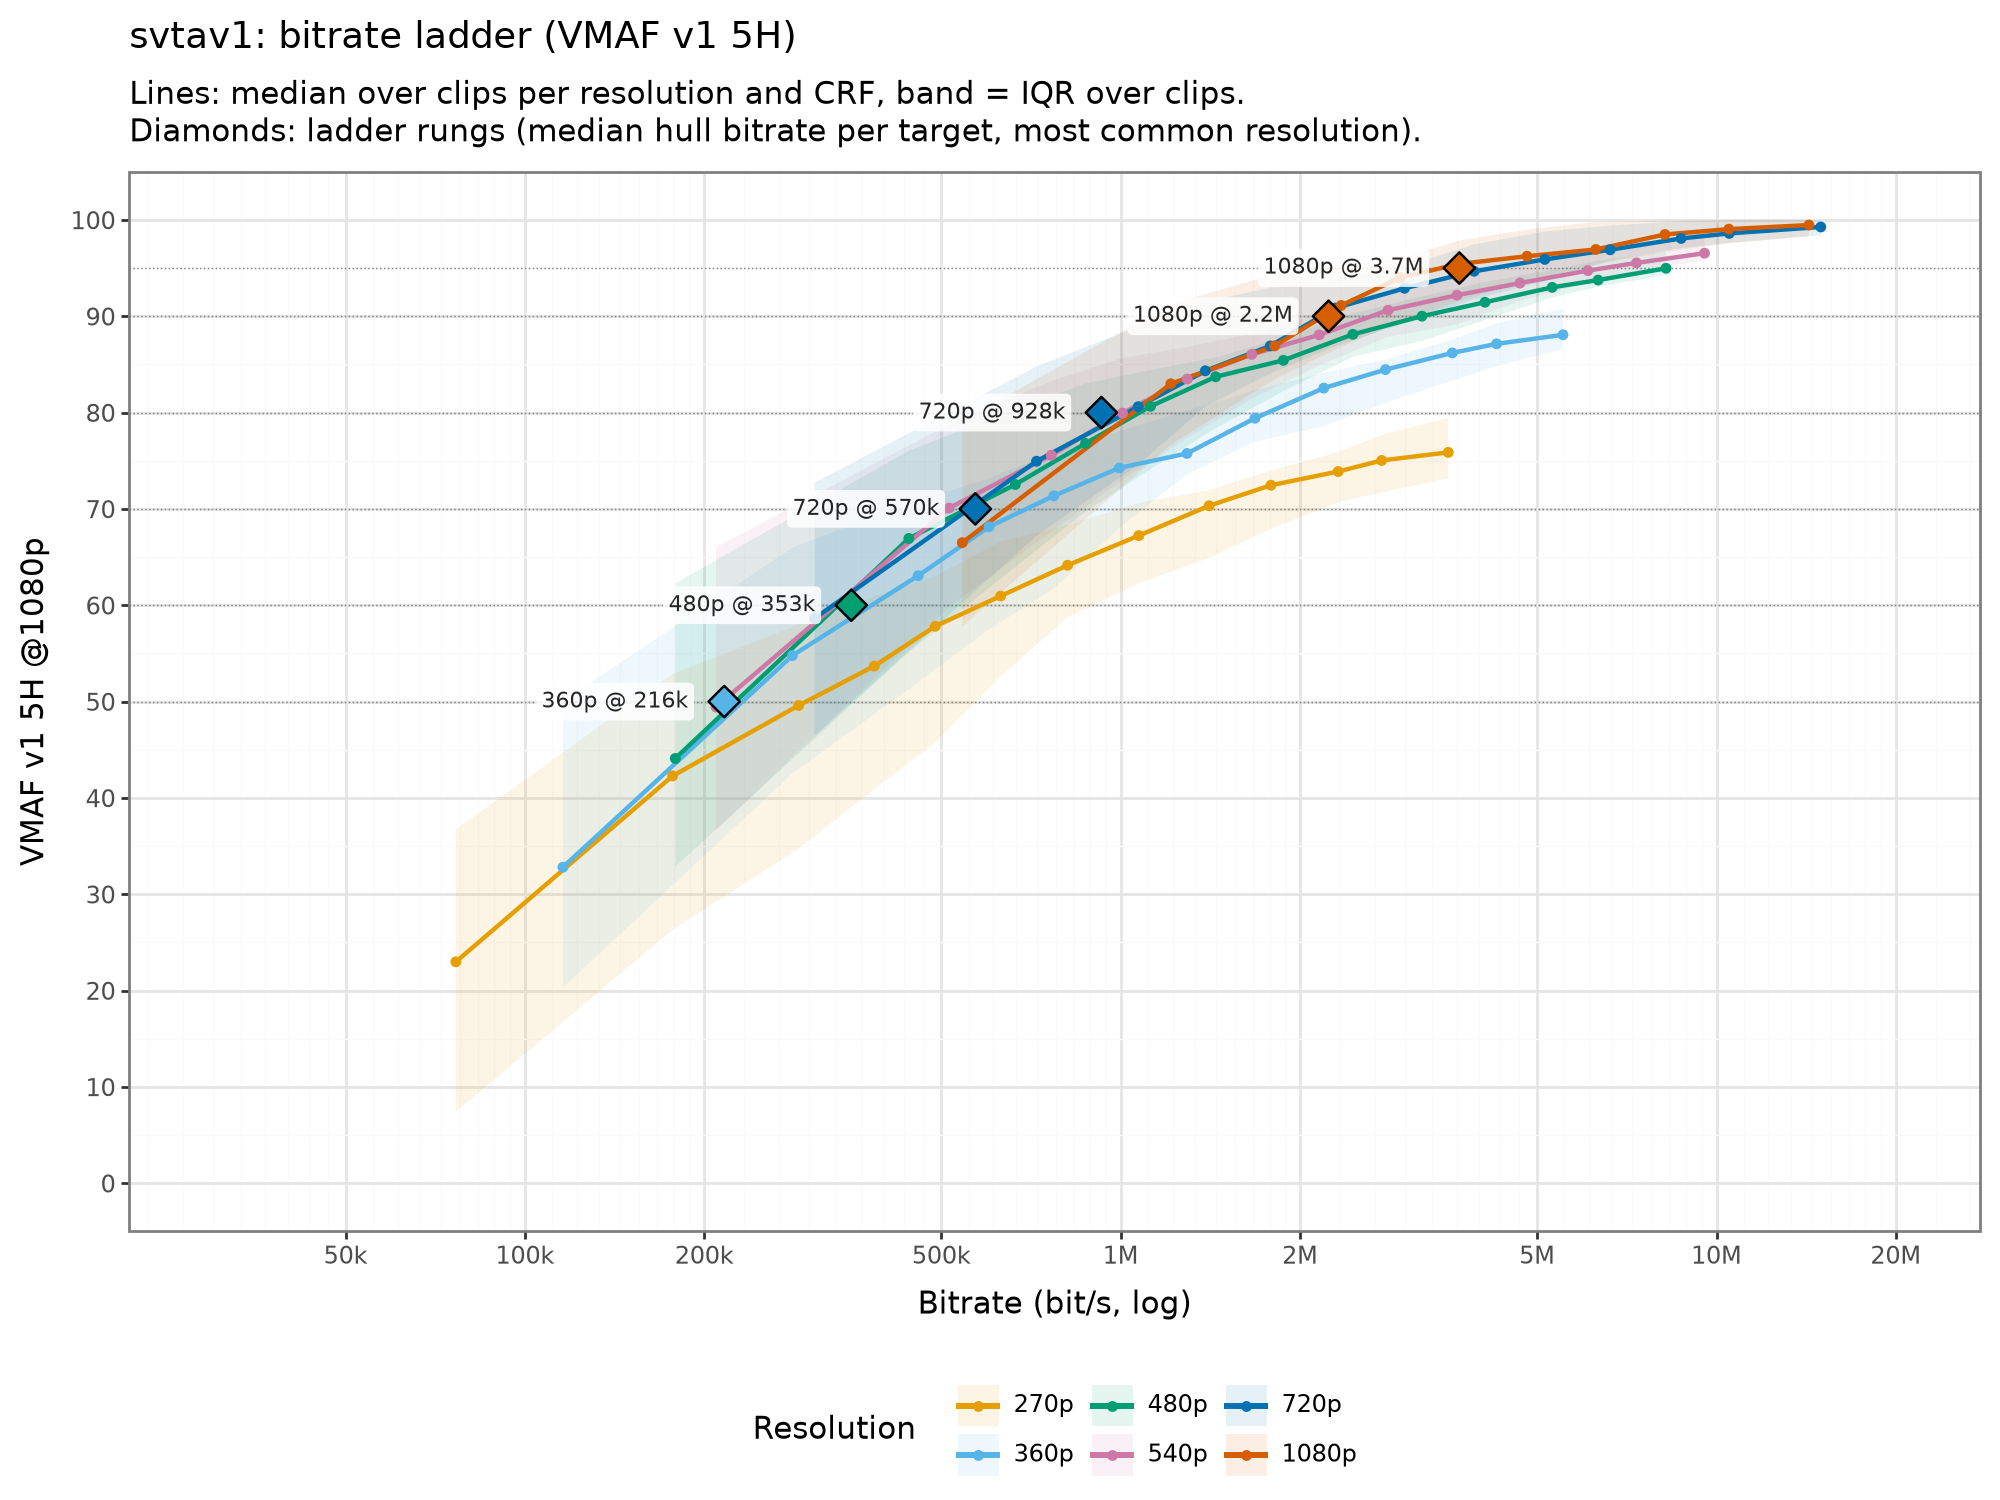 svtav1: bitrate ladder (VMAF v1 5H)
Lines: median over clips per resolution and CRF, band = IQR over clips.
Diamonds: ladder rungs (median hull bitrate per target, most common resolution).
VMAF v1 5H @1080p
100
90
80
70
60
50
40
30
20
10
0
1080p @ 3.7M
1080p @ 2.2M
720p @ 928k
720p @ 570k
480p @ 353k
360p @ 216k
50k 100k 200k 500k 1M 2M 5M 10M 20M
Bitrate (bit/s, log)
Resolution
270p 480p 720p
360p 540p 1080p